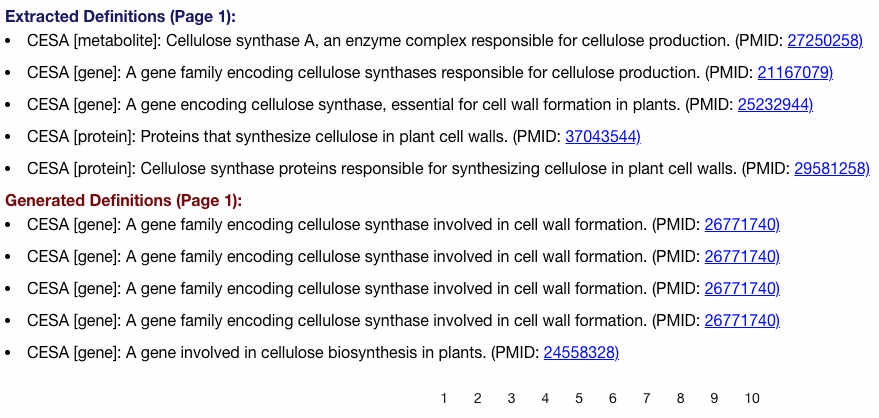 Extracted Definitions (Page 1):
• CESA [metabolite]: Cellulose synthase A, an enzyme complex responsible for cellulose production. (PMID: 27250258)
• CESA [gene]: A gene family encoding cellulose synthases responsible for cellulose production. (PMID: 21167079)
• CESA [gene]: A gene encoding cellulose synthase, essential for cell wall formation in plants. (PMID: 25232944)
• CESA [protein]: Proteins that synthesize cellulose in plant cell walls. (PMID: 37043544)
• CESA [protein]: Cellulose synthase proteins responsible for synthesizing cellulose in plant cell walls. (PMID: 29581258)
Generated Definitions (Page 1):
• CESA [gene]: A gene family encoding cellulose synthase involved in cell wall formation. (PMID: 26771740)
• CESA [gene]: A gene family encoding cellulose synthase involved in cell wall formation. (PMID: 26771740)
• CESA [gene]: A gene family encoding cellulose synthase involved in cell wall formation. (PMID: 26771740)
• CESA [gene]: A gene family encoding cellulose synthase involved in cell wall formation. (PMID: 26771740)
• CESA [gene]: A gene involved in cellulose biosynthesis in plants. (PMID: 24558328)
1 2 3 4 5 6 7 8 9 10